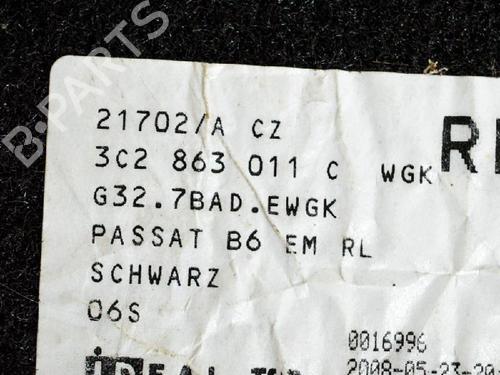 B-PARTS
21702/A CZ
3C2 863 011 C WGK
G32.7BAD.EWGK
PASSAT B6 EM RL
SCHWARZ
06S
0016996
2008-05-23-20